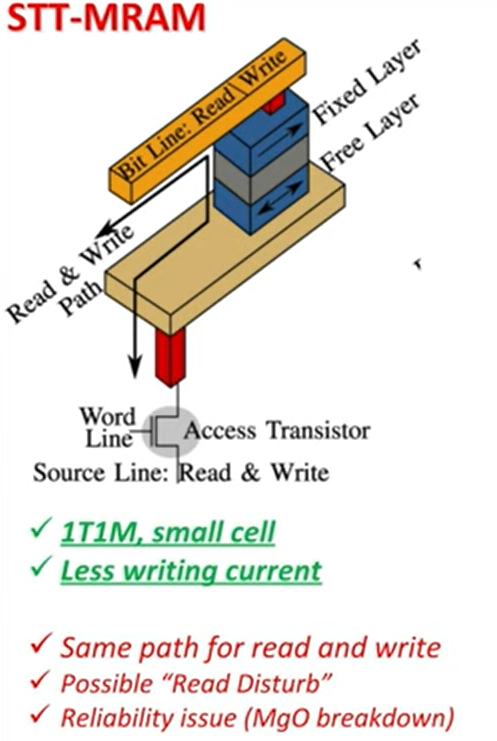 STT-MRAM
Bit Line: Read\Write
Fixed Layer
Free Layer
Read & Write
Path
Word
Line
Access Transistor
Source Line: Read & Write
✓ 1T1M, small cell
✓ Less writing current
✓ Same path for read and write
✓ Possible “Read Disturb”
✓ Reliability issue (MgO breakdown)